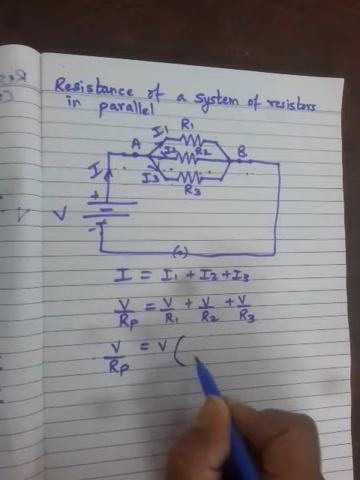 Resistance of a system of resistors
in parallel
R1
I1
A I2 R2 B
I I3
R3
+
V
-
(·)
I = I1 + I2 + I3
V/Rp = V/R1 + V/R2 + V/R3
V/Rp = V (